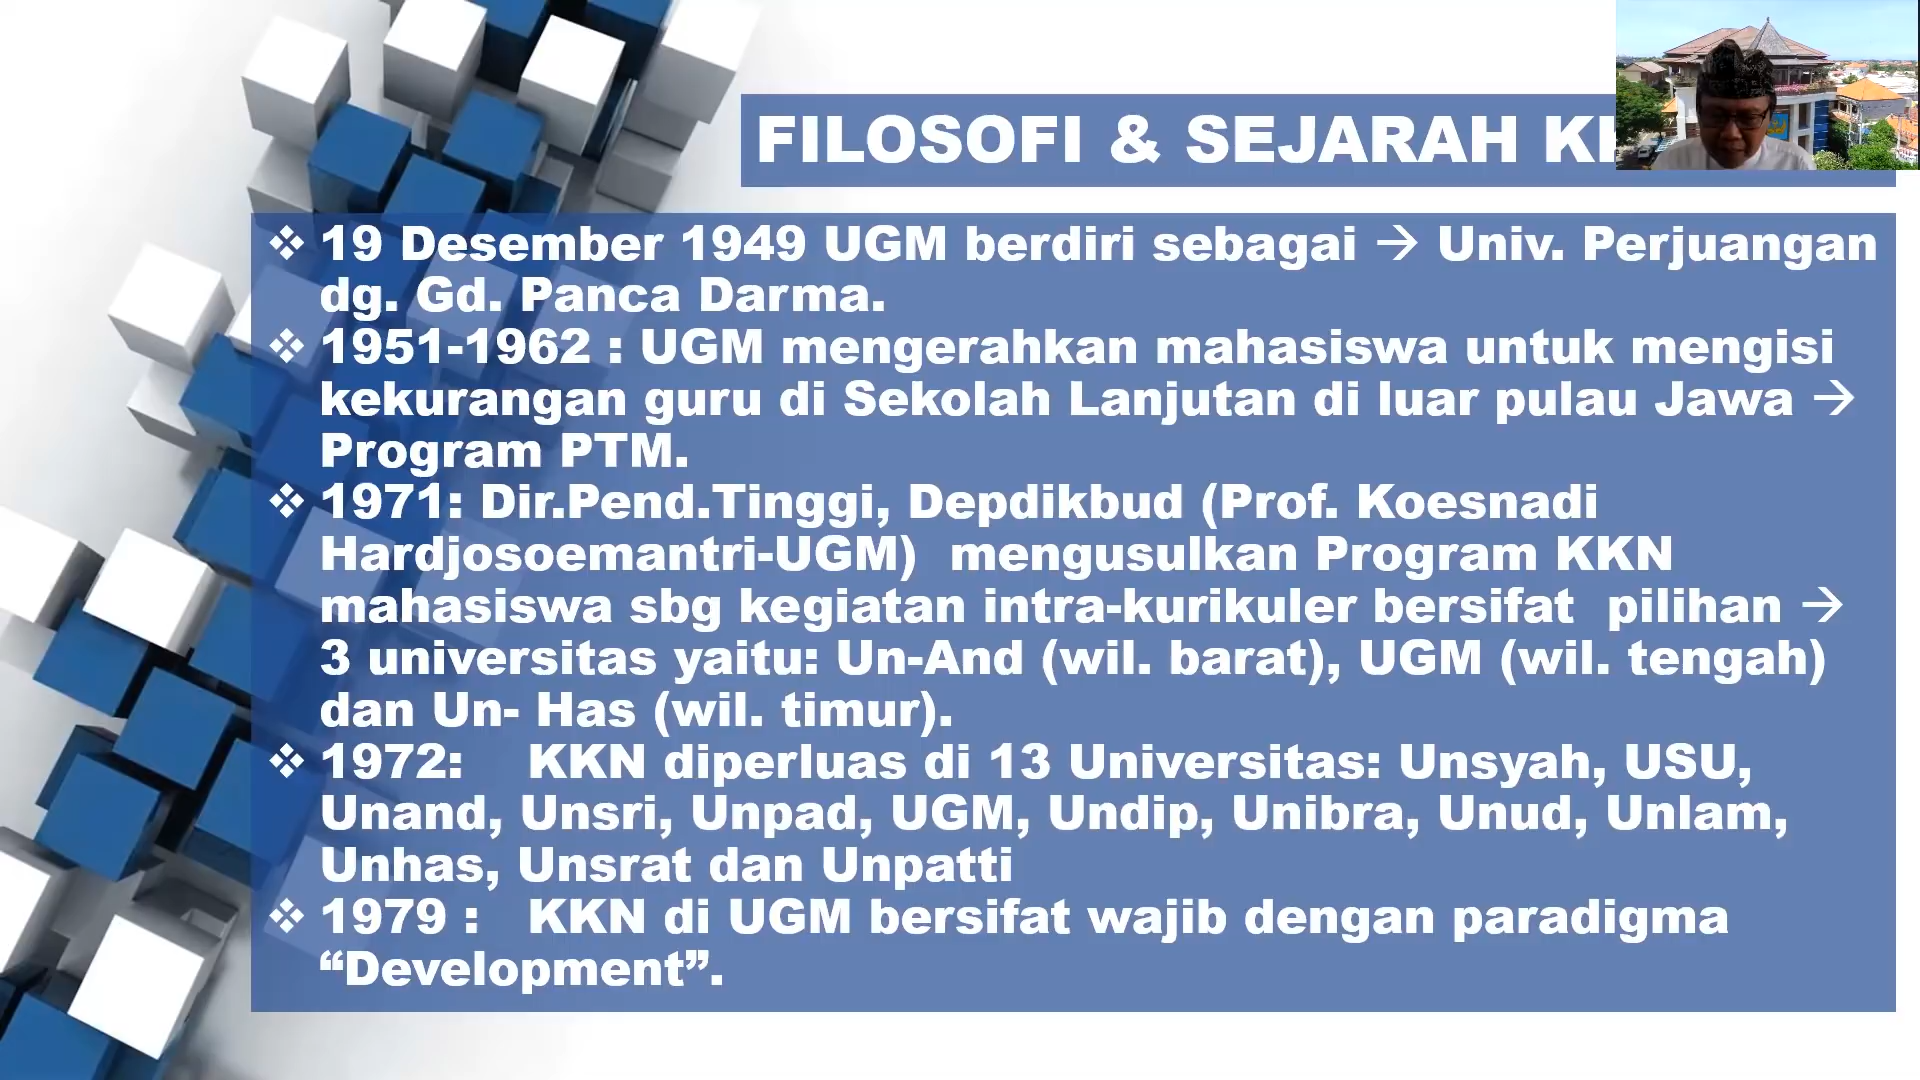 FILOSOFI & SEJARAH
❖ 19 Desember 1949 UGM berdiri sebagai → Univ. Perjuangan
dg. Gd. Panca Darma.
❖ 1951-1962 : UGM mengerahkan mahasiswa untuk mengisi
kekurangan guru di Sekolah Lanjutan di luar pulau Jawa →
Program PTM.
❖ 1971: Dir.Pend.Tinggi, Depdikbud (Prof. Koesnadi
Hardjosoemantri-UGM) mengusulkan Program KKN
mahasiswa sbg kegiatan intra-kurikuler bersifat pilihan →
3 universitas yaitu: Un-And (wil. barat), UGM (wil. tengah)
dan Un- Has (wil. timur).
❖ 1972: KKN diperluas di 13 Universitas: Unsyah, USU,
Unand, Unsri, Unpad, UGM, Undip, Unibra, Unud, Unlam,
Unhas, Unsrat dan Unpatti
❖ 1979 : KKN di UGM bersifat wajib dengan paradigma
“Development”.